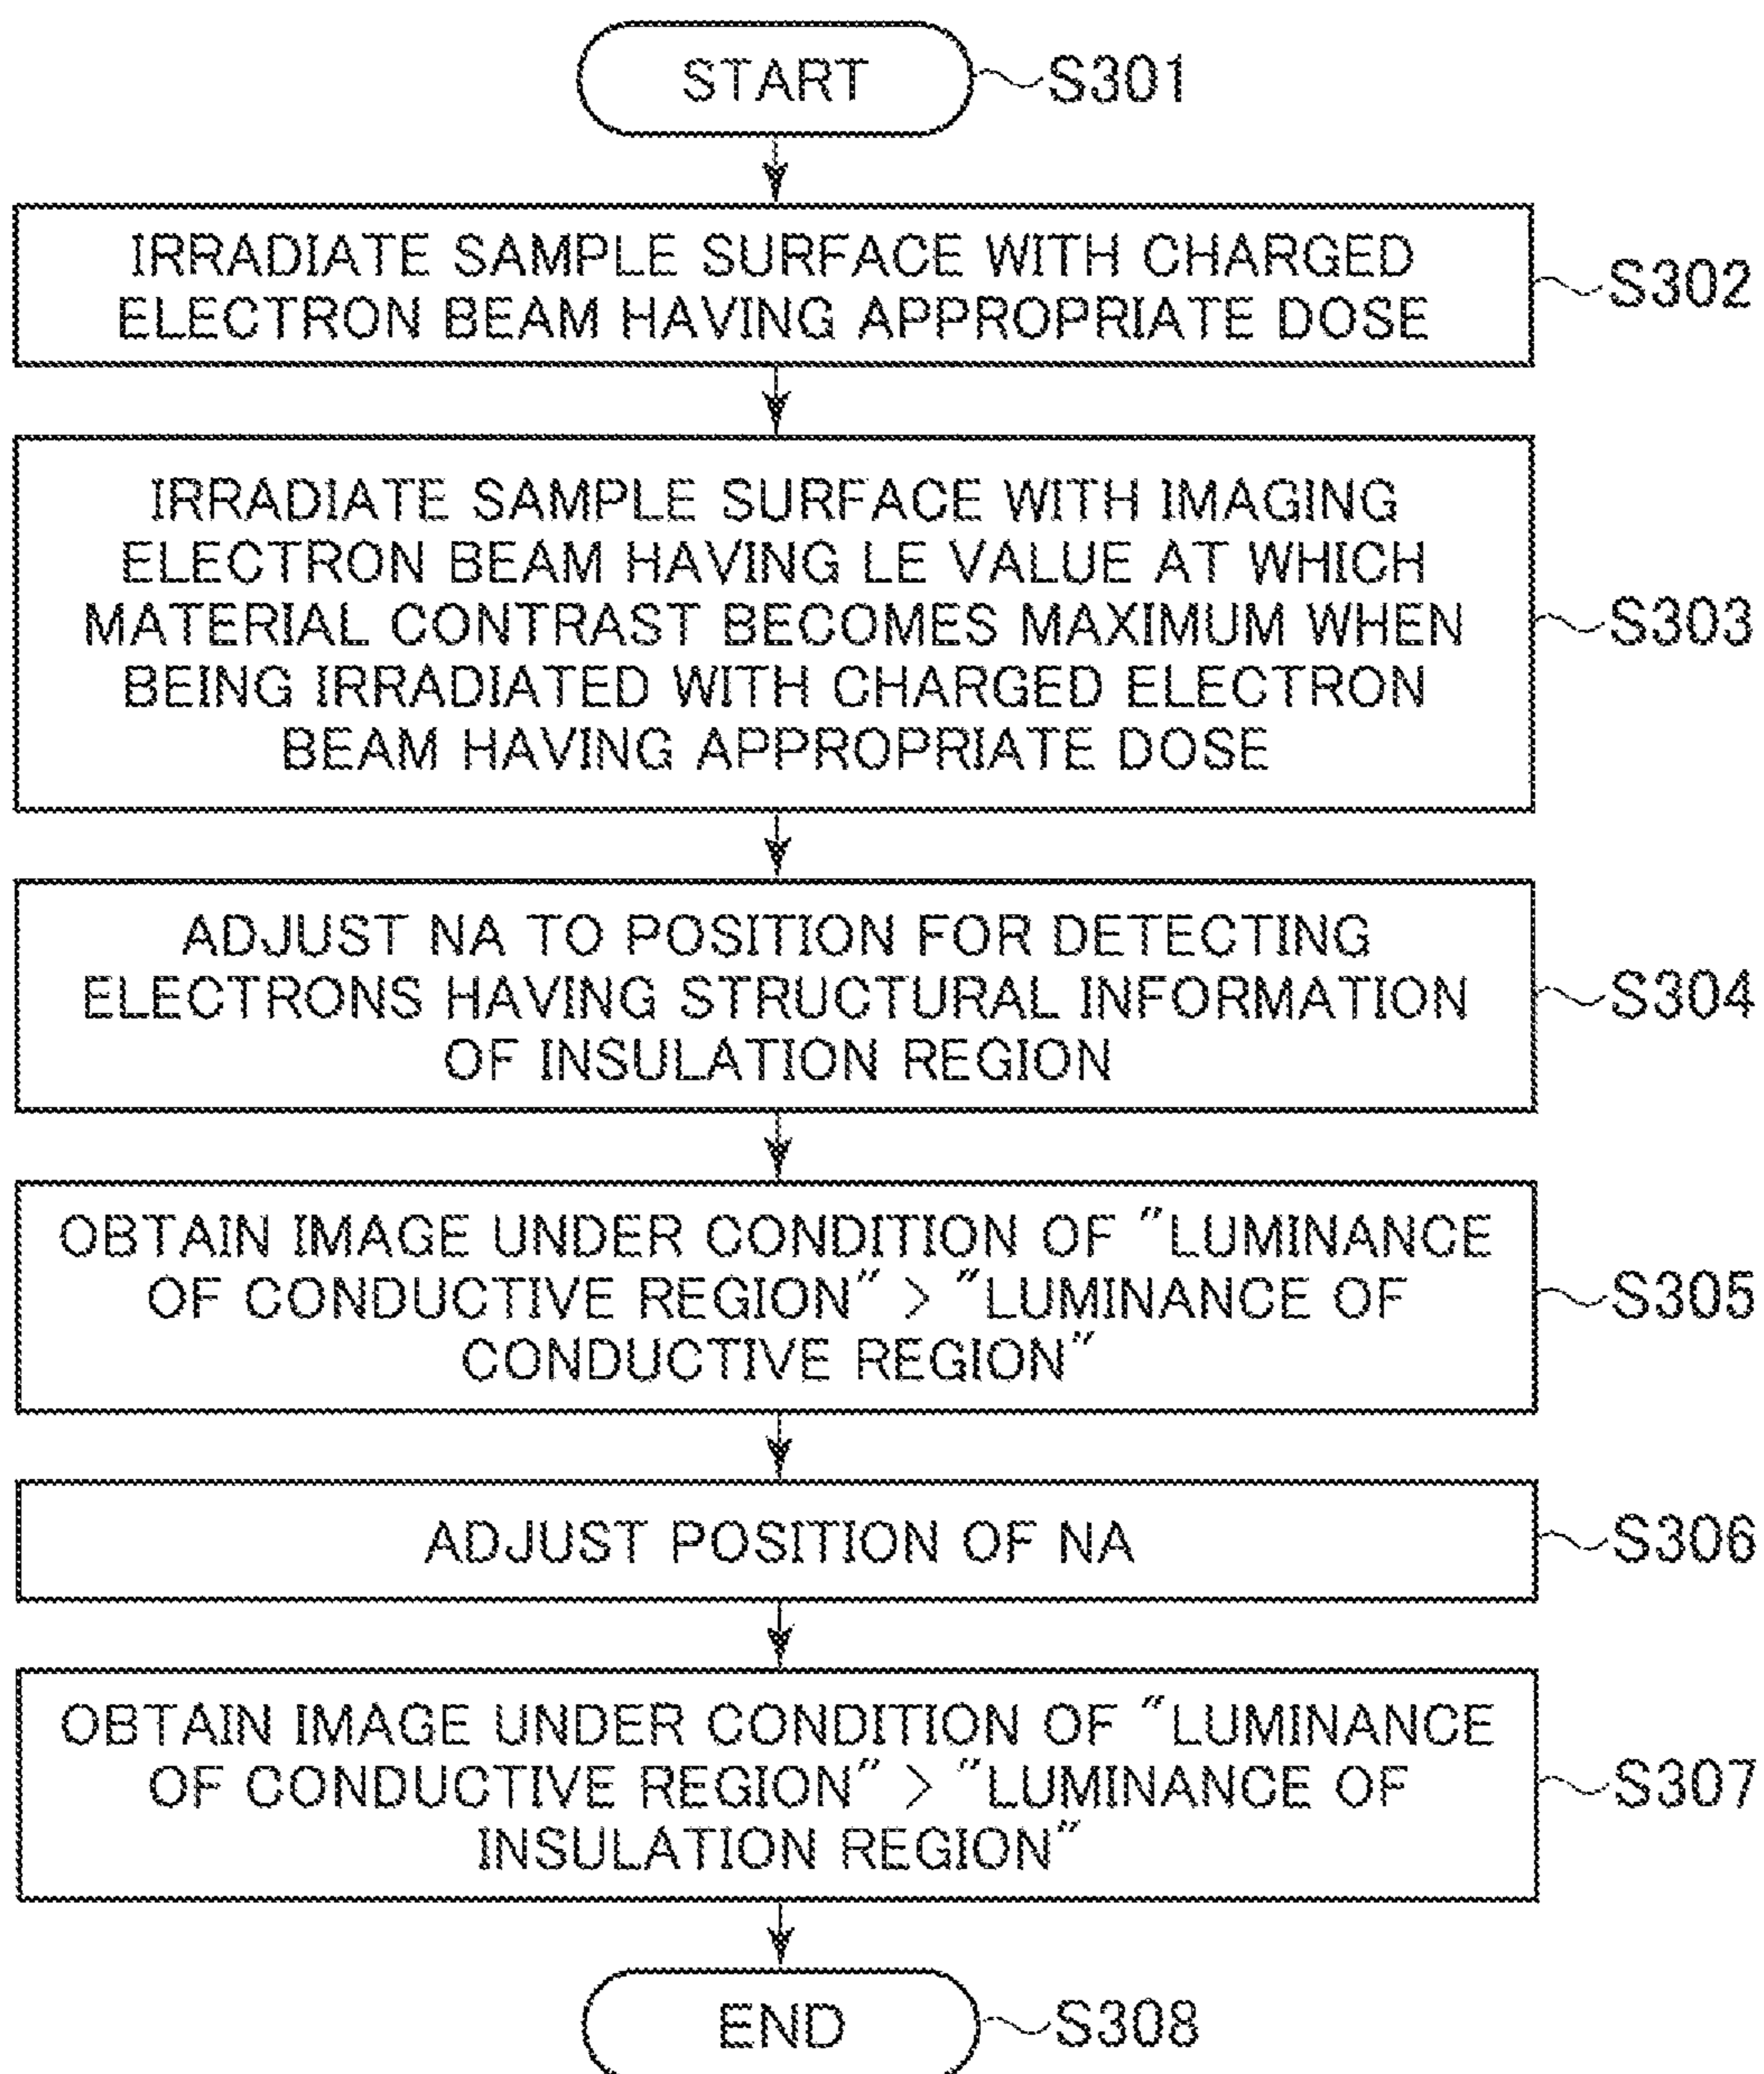 START
S301
IRRADIATE SAMPLE SURFACE WITH CHARGED
ELECTRON BEAM HAVING APPROPRIATE DOSE
S302
IRRADIATE SAMPLE SURFACE WITH IMAGING
ELECTRON BEAM HAVING LE VALUE AT WHICH
MATERIAL CONTRAST BECOMES MAXIMUM WHEN
BEING IRRADIATED WITH CHARGED ELECTRON
BEAM HAVING APPROPRIATE DOSE
S303
ADJUST NA TO POSITION FOR DETECTING
ELECTRONS HAVING STRUCTURAL INFORMATION
OF INSULATION REGION
S304
OBTAIN IMAGE UNDER CONDITION OF "LUMINANCE
OF CONDUCTIVE REGION" > "LUMINANCE OF
CONDUCTIVE REGION"
S305
ADJUST POSITION OF NA
S306
OBTAIN IMAGE UNDER CONDITION OF "LUMINANCE
OF CONDUCTIVE REGION" > "LUMINANCE OF
INSULATION REGION"
S307
END
S308